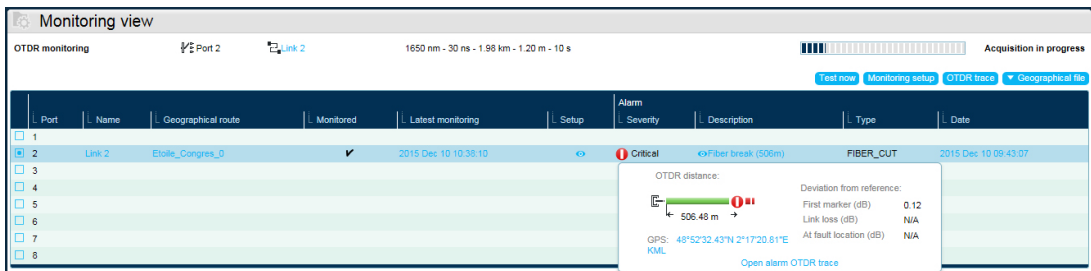 Monitoring view
OTDR monitoring Port 2 Link 2 1650 nm - 30 ns - 1.98 km - 1.20 m - 10 s Acquisition in progress
Test now Monitoring setup OTDR trace Geographical file
Alarm
Port Name Geographical route Monitored Latest monitoring Setup Severity Description Type Date
1
2 Link 2 Etoile_Congres_0 ✔ 2015 Dec 10 10:36:10 Critical Fiber break (506m) FIBER_CUT 2015 Dec 10 09:43:07
3
4
5
6
7
8
OTDR distance:
506.48 m
GPS: 48°52'32.43"N 2°17'20.81"E
KML
Deviation from reference:
First marker (dB) 0.12
Link loss (dB) N/A
At fault location (dB) N/A
Open alarm OTDR trace